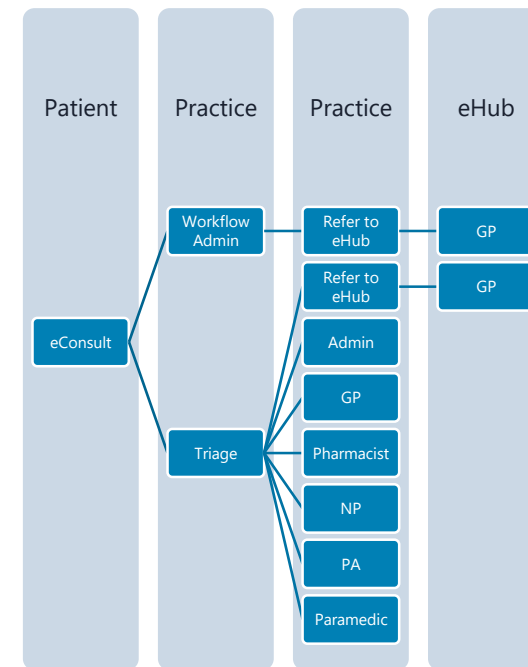 Patient
Practice
Practice
eHub
Workflow
Admin
Refer to
eHub
GP
Refer to
eHub
GP
eConsult
Admin
GP
Triage
Pharmacist
NP
PA
Paramedic